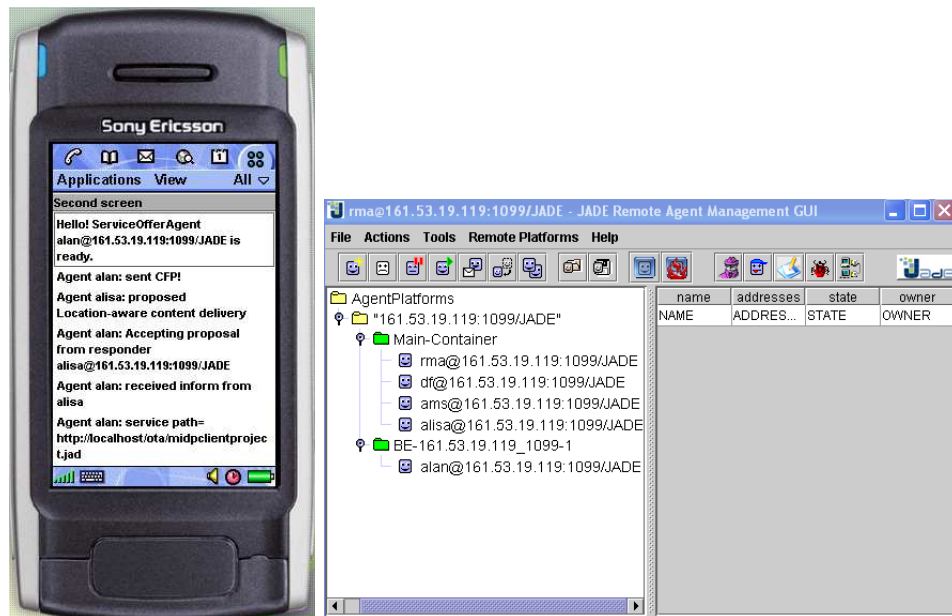 Sony Ericsson
Applications View All
Second screen
Hello! ServiceOfferAgent
alan@161.53.19.119:1099/JADE is
ready.
Agent alan: sent CFP!
Agent alisa: proposed
Location-aware content delivery
Agent alan: Accepting proposal
from responder
alisa@161.53.19.119:1099/JADE
Agent alan: received inform from
alisa
Agent alan: service path=
http://localhost/ota/midpclientprojec
t.jad
rma@161.53.19.119:1099/JADE - JADE Remote Agent Management GUI
File Actions Tools Remote Platforms Help
Jade
AgentPlatforms
"161.53.19.119:1099/JADE"
Main-Container
rma@161.53.19.119:1099/JADE
df@161.53.19.119:1099/JADE
ams@161.53.19.119:1099/JADE
alisa@161.53.19.119:1099/JADE
BE-161.53.19.119_1099-1
alan@161.53.19.119:1099/JADE
name addresses state owner
NAME ADDRES... STATE OWNER